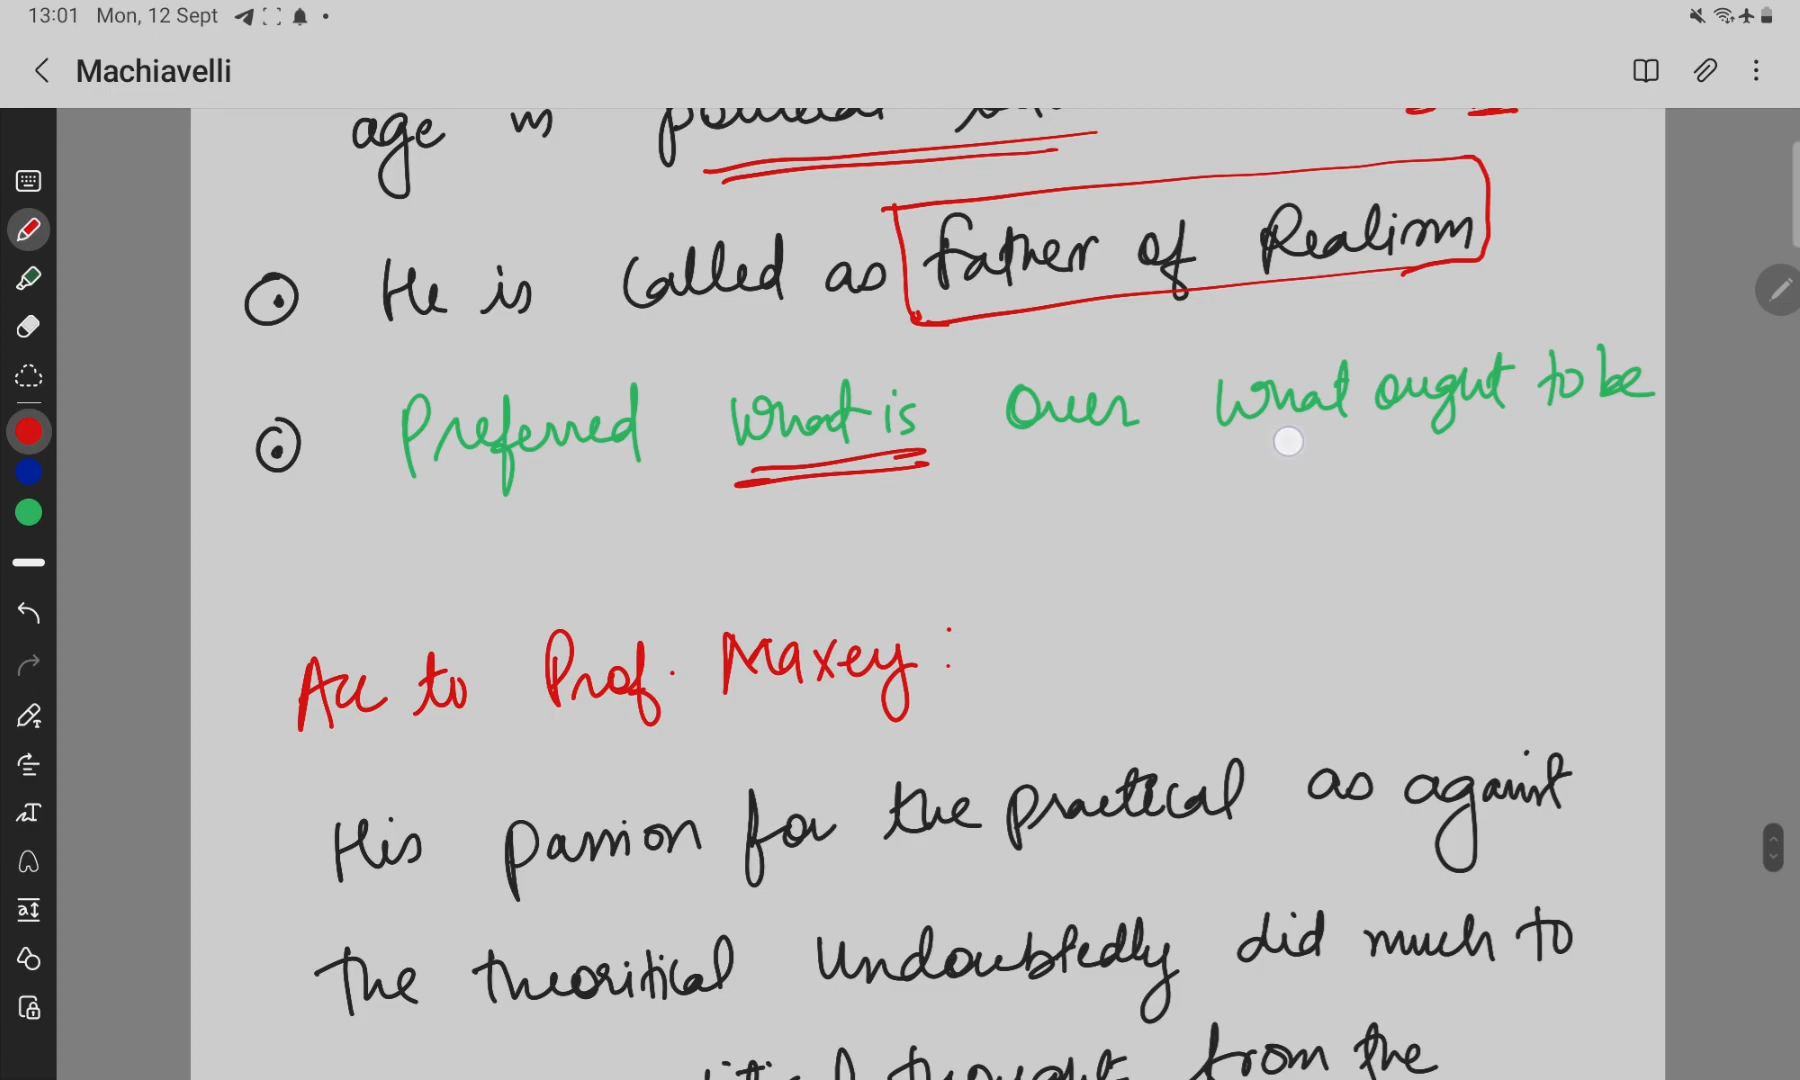 13:01 Mon, 12 Sept
Machiavelli
age in
He is called as Father of Realism
Preferred what is over what ought to be
Acc to Prof. Maxey:
His passion for the practical as against
the theoritical undoubtedly did much to
thought from the